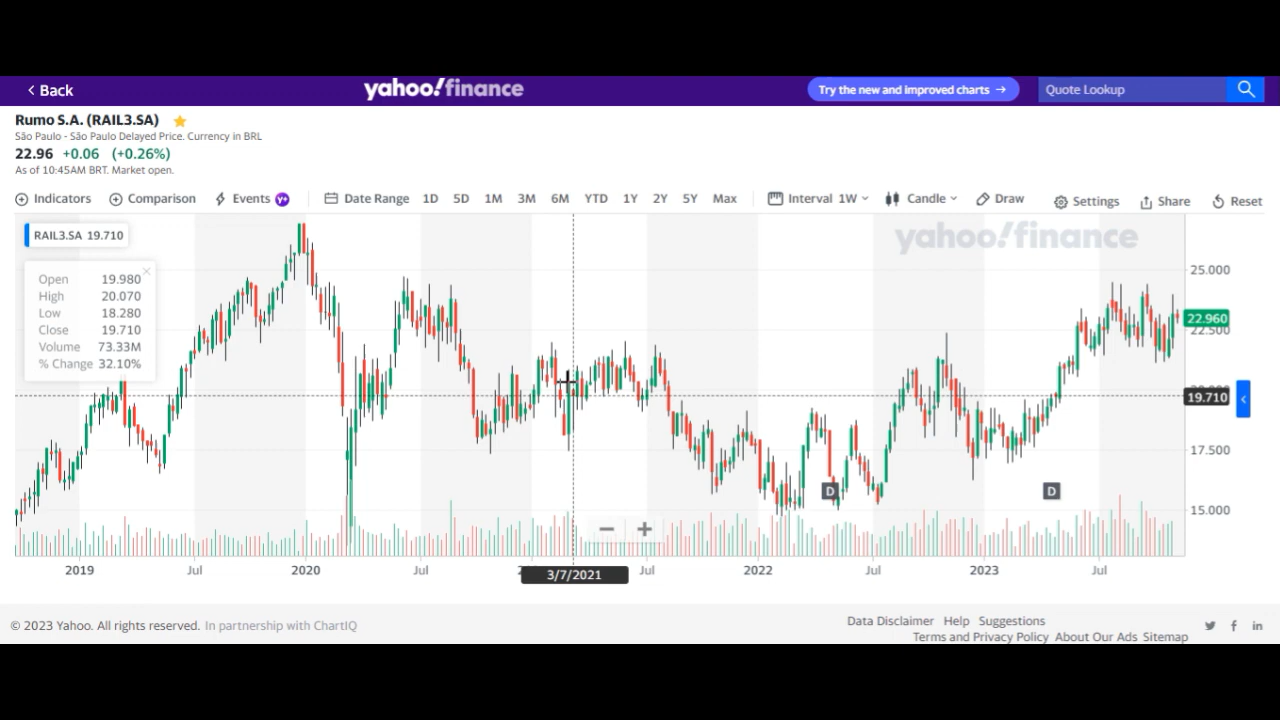 Back
yahoo!finance
Try the new and improved charts →
Quote Lookup
Rumo S.A. (RAIL3.SA)
São Paulo - São Paulo Delayed Price. Currency in BRL
22.96 +0.06 (+0.26%)
As of 10:45AM BRT. Market open.
Indicators Comparison Events Y+ Date Range 1D 5D 1M 3M 6M YTD 1Y 2Y 5Y Max Interval 1W Candle Draw Settings Share Reset
RAIL3.SA 19.710
yahoo!finance
Open 19.980
High 20.070
Low 18.280
Close 19.710
Volume 73.33M
% Change 32.10%
25.000
22.960
22.500
19.710
17.500
15.000
D D
2019 Jul 2020 Jul 3/7/2021 Jul 2022 Jul 2023 Jul
© 2023 Yahoo. All rights reserved. In partnership with ChartIQ
Data Disclaimer Help Suggestions
Terms and Privacy Policy About Our Ads Sitemap